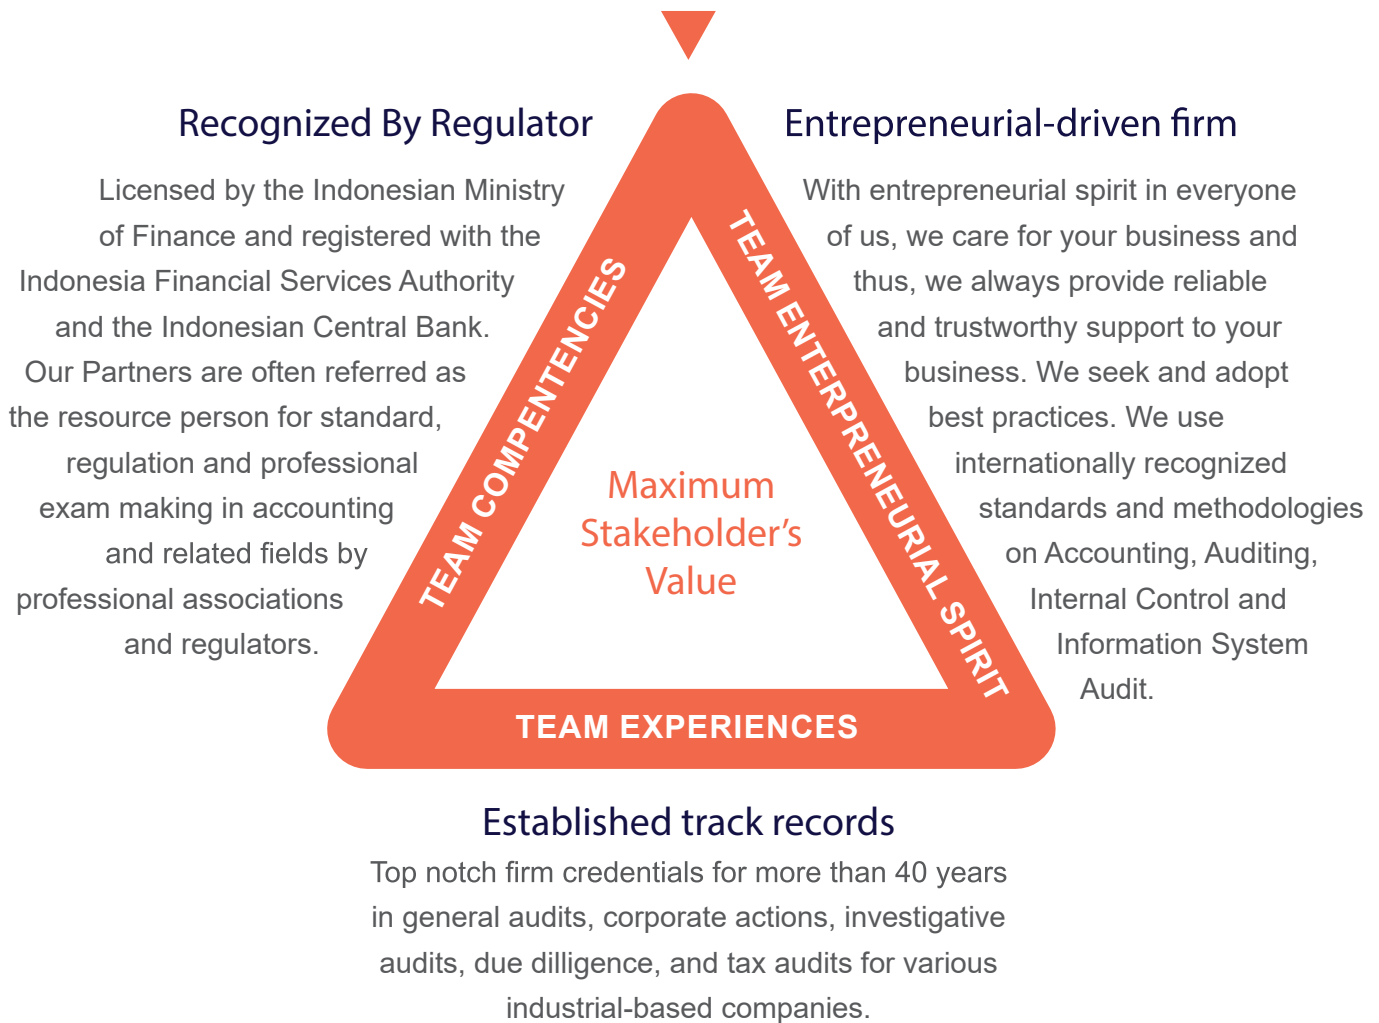 Recognized By Regulator
Licensed by the Indonesian Ministry
of Finance and registered with the
Indonesia Financial Services Authority
and the Indonesian Central Bank.
Our Partners are often referred as
the resource person for standard,
regulation and professional
exam making in accounting
and related fields by
professional associations
and regulators.
Entrepreneurial-driven firm
With entrepreneurial spirit in everyone
of us, we care for your business and
thus, we always provide reliable
and trustworthy support to your
business. We seek and adopt
best practices. We use
internationally recognized
standards and methodologies
on Accounting, Auditing,
Internal Control and
Information System
Audit.
TEAM COMPENTENCIES
TEAM ENTERPRENEURIAL SPIRIT
Maximum
Stakeholder’s
Value
TEAM EXPERIENCES
Established track records
Top notch firm credentials for more than 40 years
in general audits, corporate actions, investigative
audits, due dilligence, and tax audits for various
industrial-based companies.